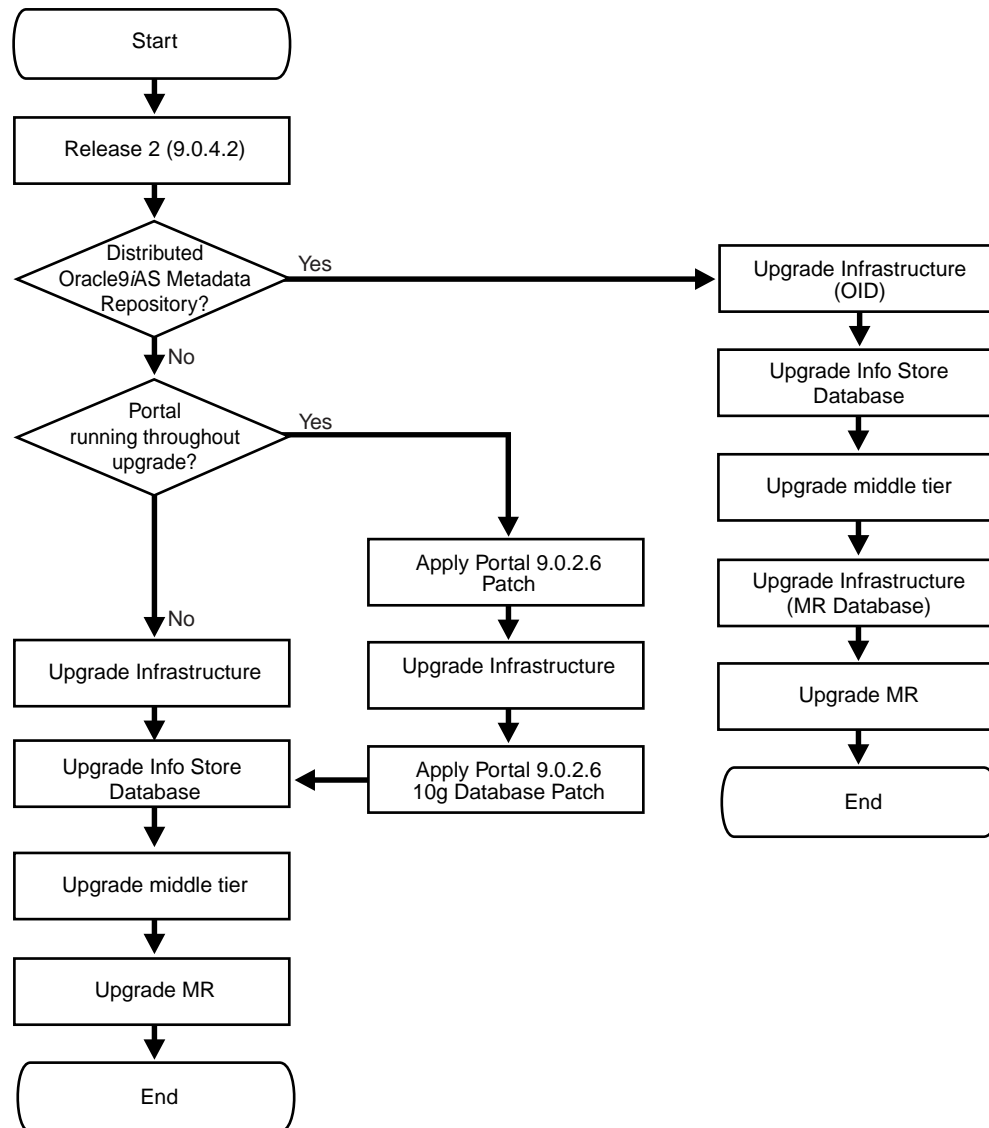 Start
Release 2 (9.0.4.2)
Distributed
Oracle9iAS Metadata
Repository?
Yes
No
Portal
running throughout
upgrade?
Yes
No
Upgrade Infrastructure
Upgrade Info Store
Database
Upgrade middle tier
Upgrade MR
End
Apply Portal 9.0.2.6
Patch
Upgrade Infrastructure
Apply Portal 9.0.2.6
10g Database Patch
Upgrade Infrastructure
(OID)
Upgrade Info Store
Database
Upgrade middle tier
Upgrade Infrastructure
(MR Database)
Upgrade MR
End